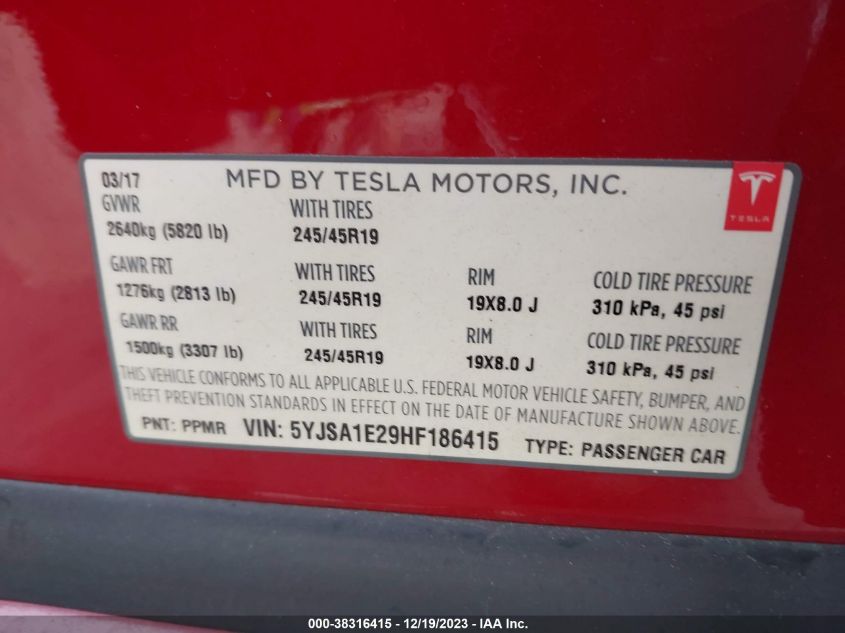 03/17 MFD BY TESLA MOTORS, INC.
TESLA
GVWR WITH TIRES
2640kg (5820 lb) 245/45R19
GAWR FRT WITH TIRES RIM COLD TIRE PRESSURE
1276kg (2813 lb) 245/45R19 19X8.0 J 310 kPa, 45 psi
GAWR RR WITH TIRES RIM COLD TIRE PRESSURE
1500kg (3307 lb) 245/45R19 19X8.0 J 310 kPa, 45 psi
THIS VEHICLE CONFORMS TO ALL APPLICABLE U.S. FEDERAL MOTOR VEHICLE SAFETY, BUMPER, AND
THEFT PREVENTION STANDARDS IN EFFECT ON THE DATE OF MANUFACTURE SHOWN ABOVE.
PNT: PPMR VIN: 5YJSA1E29HF186415 TYPE: PASSENGER CAR
000-38316415 - 12/19/2023 - IAA Inc.